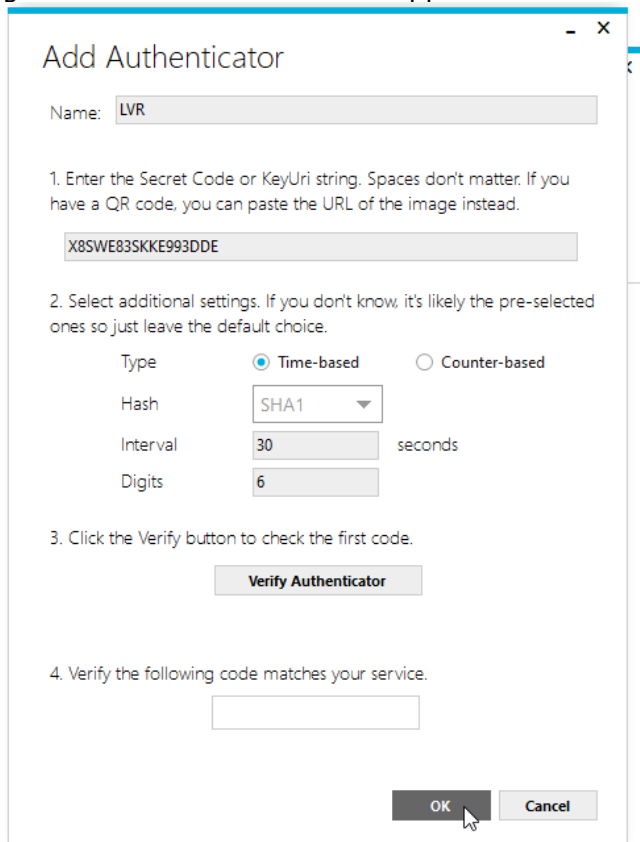 Add Authenticator
Name: LVR
1. Enter the Secret Code or KeyUri string. Spaces don't matter. If you
have a QR code, you can paste the URL of the image instead.
X8SWE83SKKE993DDE
2. Select additional settings. If you don't know, it's likely the pre-selected
ones so just leave the default choice.
Type Time-based Counter-based
Hash SHA1
Interval 30 seconds
Digits 6
3. Click the Verify button to check the first code.
Verify Authenticator
4. Verify the following code matches your service.
OK Cancel